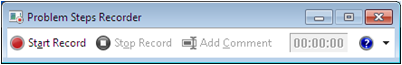 Problem Steps Recorder
Start Record Stop Record Add Comment 00:00:00